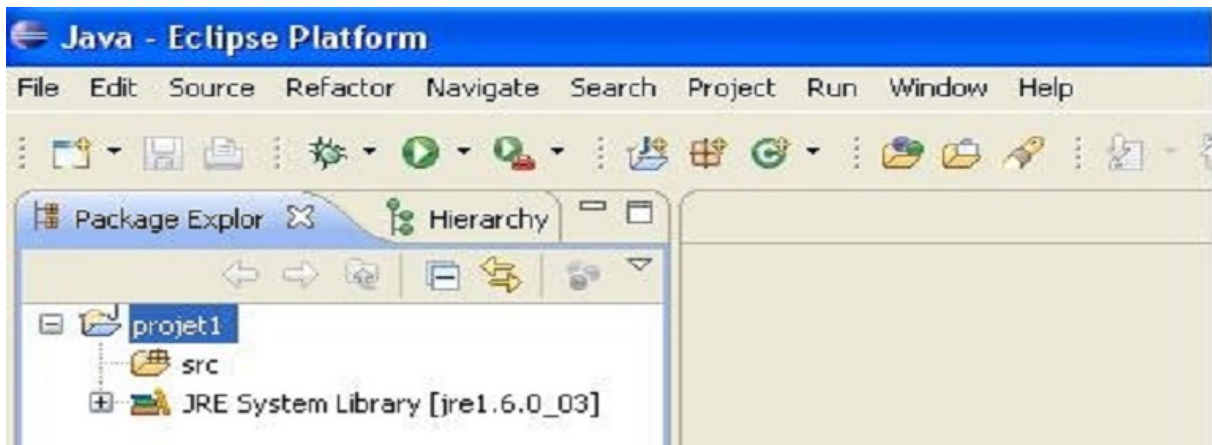 Java - Eclipse Platform
File Edit Source Refactor Navigate Search Project Run Window Help
Package Explor Hierarchy
projet1
src
JRE System Library [jre1.6.0_03]